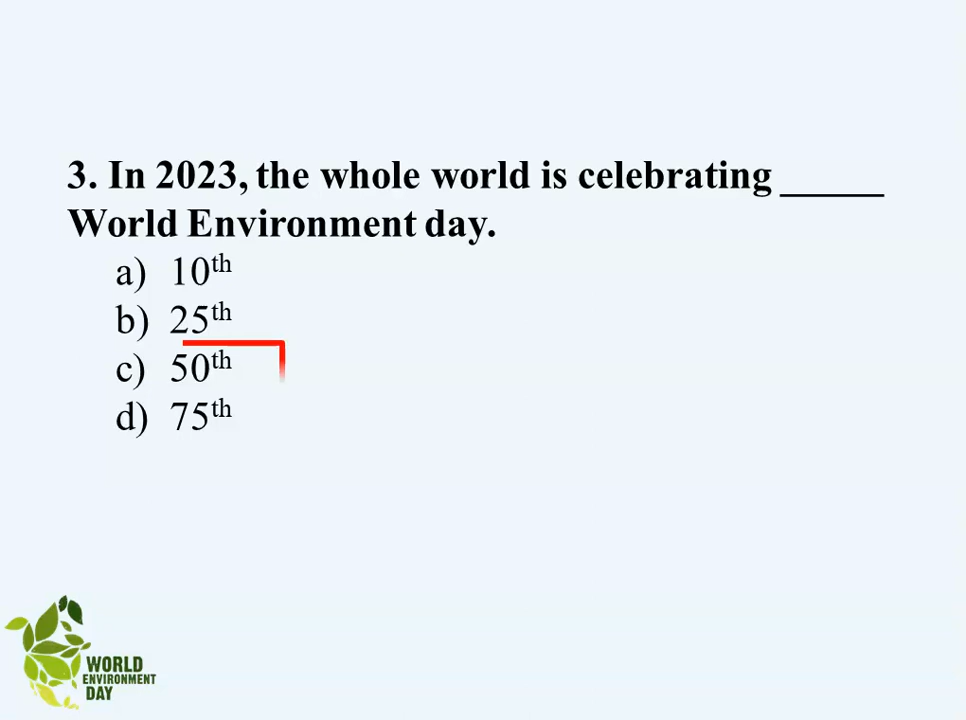 3. In 2023, the whole world is celebrating _____
World Environment day.
a) 10th
b) 25th
c) 50th
d) 75th
WORLD
ENVIRONMENT
DAY